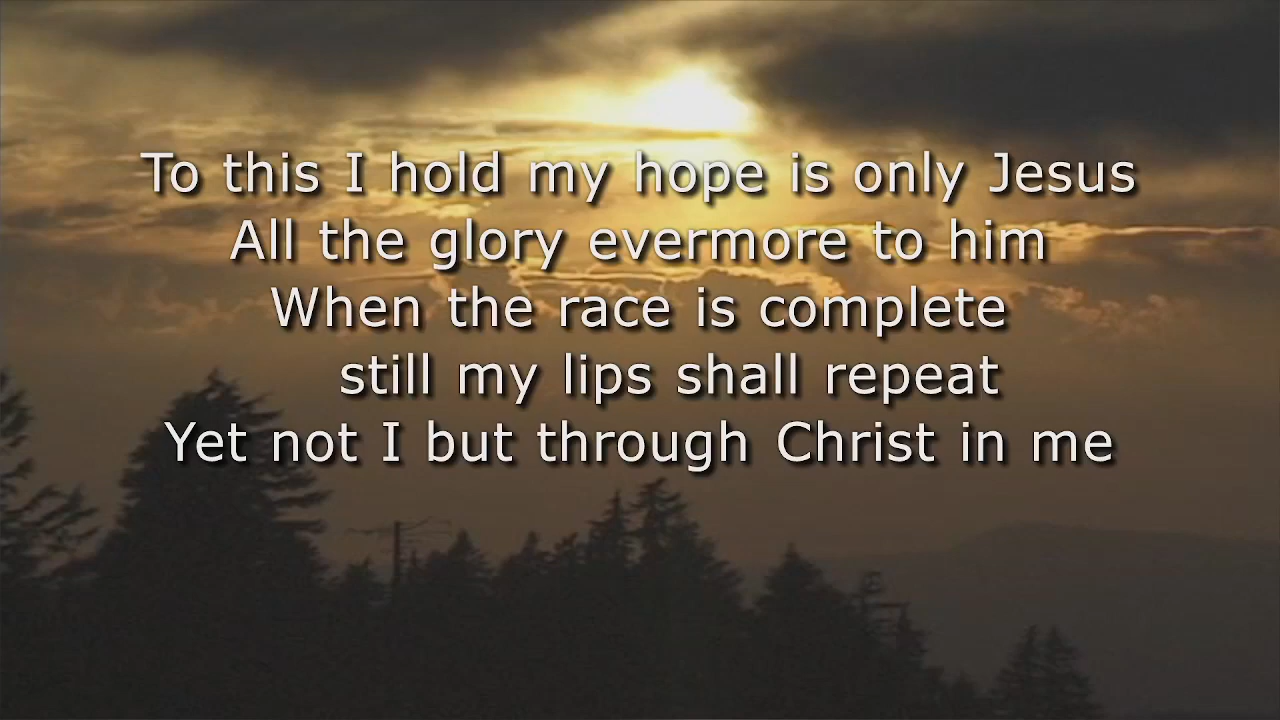 To this I hold my hope is only Jesus
All the glory evermore to him
When the race is complete
still my lips shall repeat
Yet not I but through Christ in me